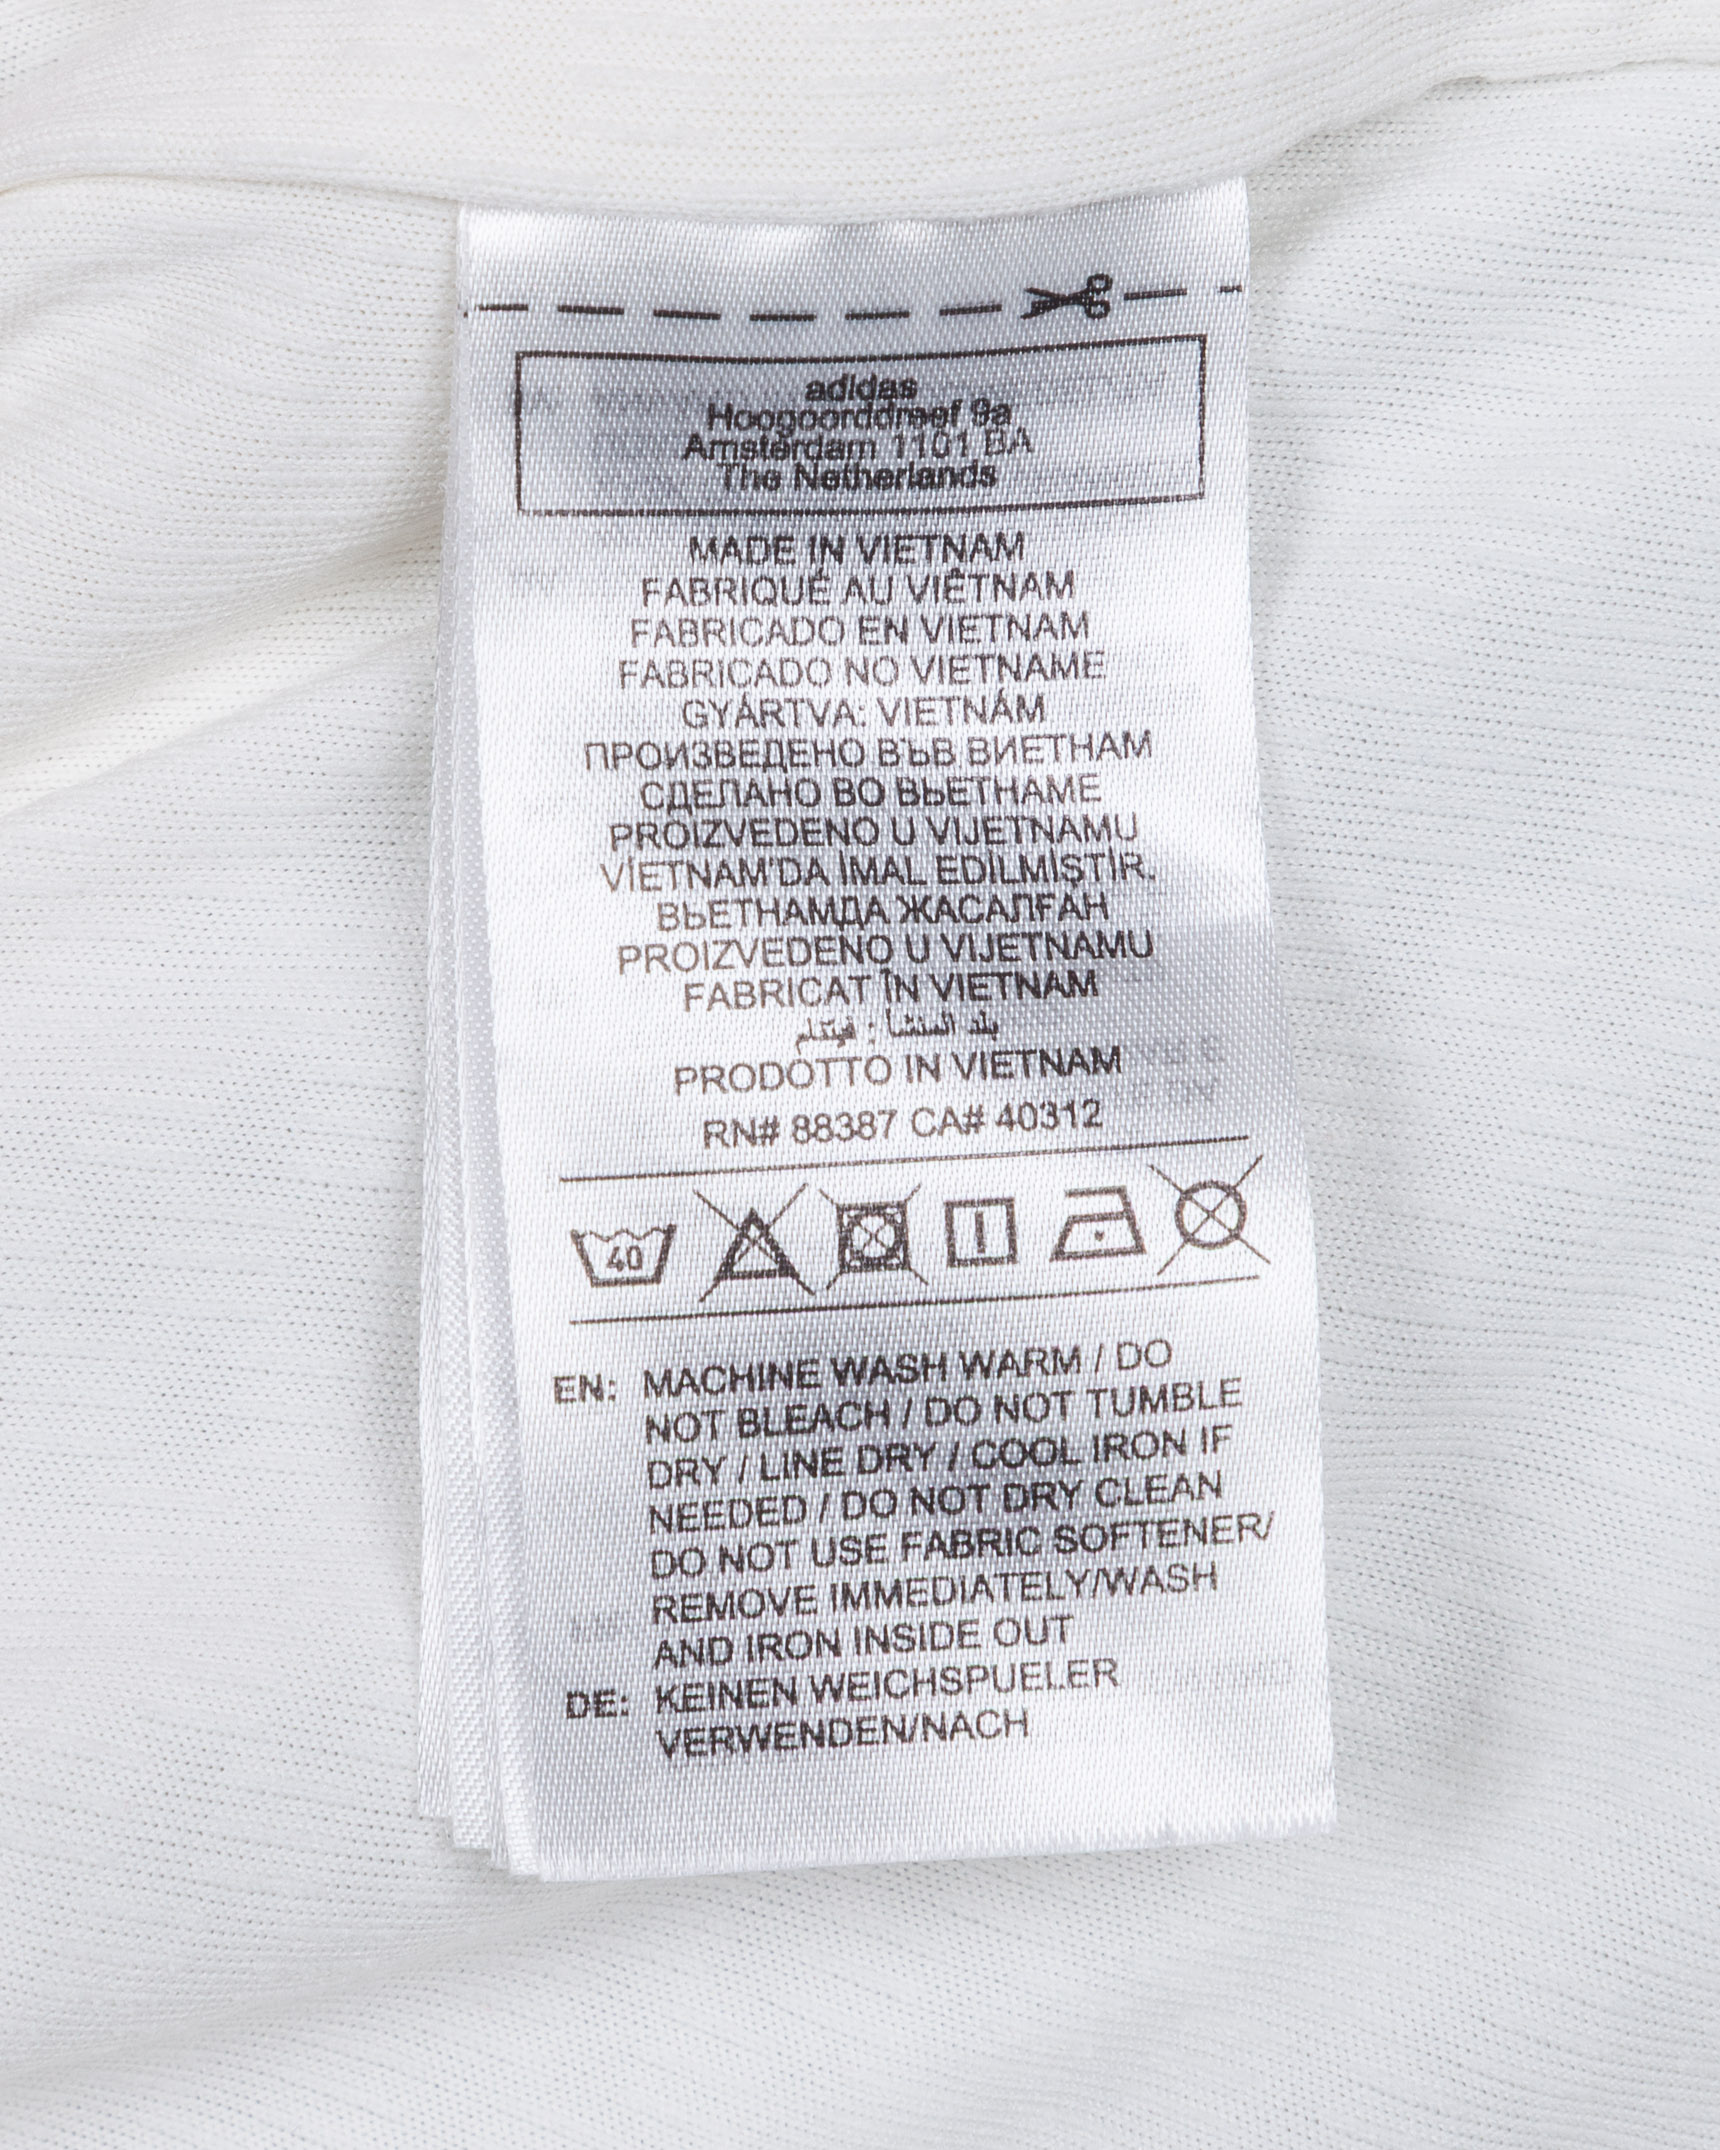 adidas
Hoogoorddreef 9a
Amsterdam 1101 BA
The Netherlands
MADE IN VIETNAM
FABRIQUÉ AU VIÊTNAM
FABRICADO EN VIETNAM
FABRICADO NO VIETNAME
GYÁRTVA: VIETNÁM
ПРОИЗВЕДЕНО ВЪВ ВИЕТНАМ
СДЕЛАНО ВО ВЬЕТНАМЕ
PROIZVEDENO U VIJETNAMU
VİETNAM'DA İMAL EDİLMİŞTİR.
ВЬЕТНАМДА ЖАСАЛҒАН
PROIZVEDENO U VIJETNAMU
FABRICAT ÎN VIETNAM
بلد المنشأ : فيتنام
PRODOTTO IN VIETNAM
RN# 88387 CA# 40312
40
EN: MACHINE WASH WARM / DO
NOT BLEACH / DO NOT TUMBLE
DRY / LINE DRY / COOL IRON IF
NEEDED / DO NOT DRY CLEAN
DO NOT USE FABRIC SOFTENER/
REMOVE IMMEDIATELY/WASH
AND IRON INSIDE OUT
DE: KEINEN WEICHSPUELER
VERWENDEN/NACH